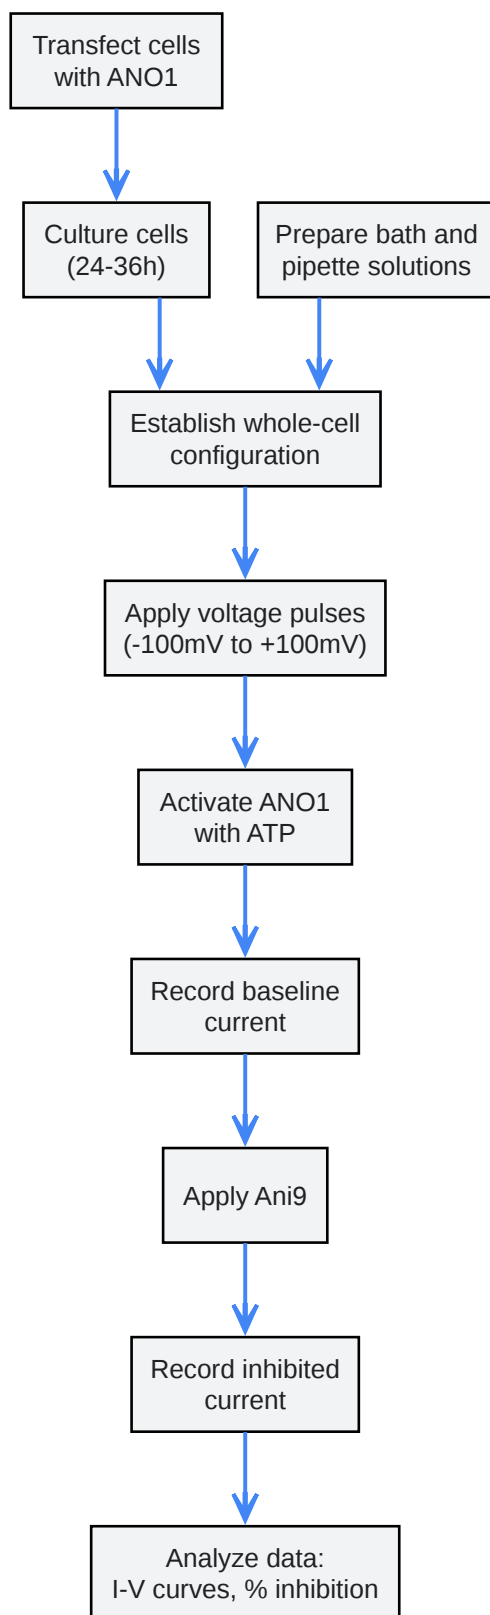 Transfect cells
with ANO1
Culture cells
(24-36h)
Prepare bath and
pipette solutions
Establish whole-cell
configuration
Apply voltage pulses
(-100mV to +100mV)
Activate ANO1
with ATP
Record baseline
current
Apply Ani9
Record inhibited
current
Analyze data:
I-V curves, % inhibition